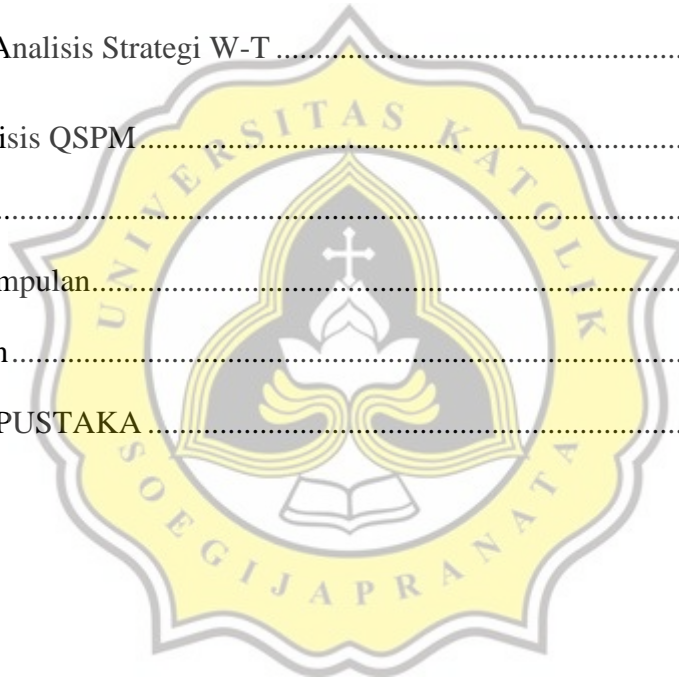 Analisis Strategi W-T ........................................................
isis QSPM...............................................................................
.................................................................................................
mpulan....................................................................................
n................................................................................................
PUSTAKA ............................................................................
UNIVERSITAS KATOLIK
SOEGIJAPRANATA